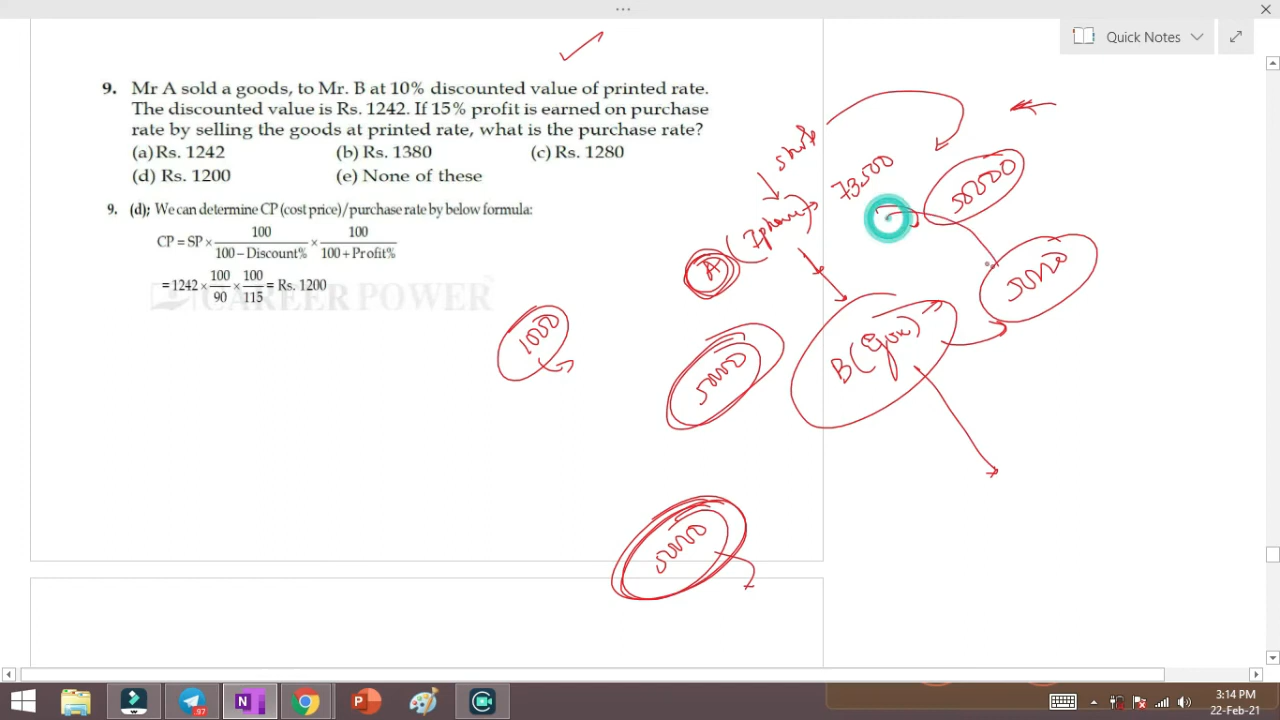 Quick Notes
9. Mr A sold a goods, to Mr. B at 10% discounted value of printed rate.
The discounted value is Rs. 1242. If 15% profit is earned on purchase
rate by selling the goods at printed rate, what is the purchase rate?
(a) Rs. 1242 (b) Rs. 1380 (c) Rs. 1280
(d) Rs. 1200 (e) None of these
9. (d); We can determine CP (cost price)/purchase rate by below formula:
CP = SP × 100/100 – Discount% × 100/100 + Profit%
= 1242 × 100/90 × 100/115 = Rs. 1200
CAREER POWER
73500
A
B
1000
97
3:14 PM
22-Feb-21